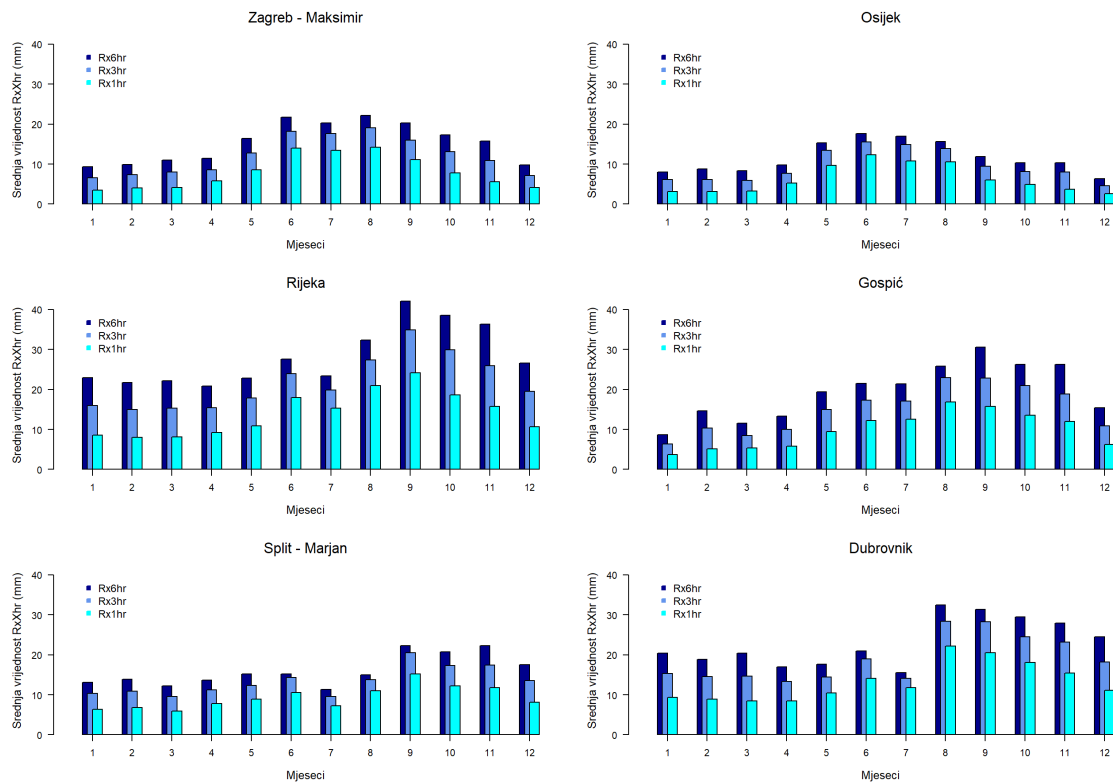 Zagreb - Maksimir
Srednja vrijednost RxXhr (mm)
40
30
20
10
0
Rx6hr
Rx3hr
Rx1hr
1 2 3 4 5 6 7 8 9 10 11 12
Mjeseci
Osijek
Srednja vrijednost RxXhr (mm)
40
30
20
10
0
Rx6hr
Rx3hr
Rx1hr
1 2 3 4 5 6 7 8 9 10 11 12
Mjeseci
Rijeka
Srednja vrijednost RxXhr (mm)
40
30
20
10
0
Rx6hr
Rx3hr
Rx1hr
1 2 3 4 5 6 7 8 9 10 11 12
Mjeseci
Gospić
Srednja vrijednost RxXhr (mm)
40
30
20
10
0
Rx6hr
Rx3hr
Rx1hr
1 2 3 4 5 6 7 8 9 10 11 12
Mjeseci
Split - Marjan
Srednja vrijednost RxXhr (mm)
40
30
20
10
0
Rx6hr
Rx3hr
Rx1hr
1 2 3 4 5 6 7 8 9 10 11 12
Mjeseci
Dubrovnik
Srednja vrijednost RxXhr (mm)
40
30
20
10
0
Rx6hr
Rx3hr
Rx1hr
1 2 3 4 5 6 7 8 9 10 11 12
Mjeseci